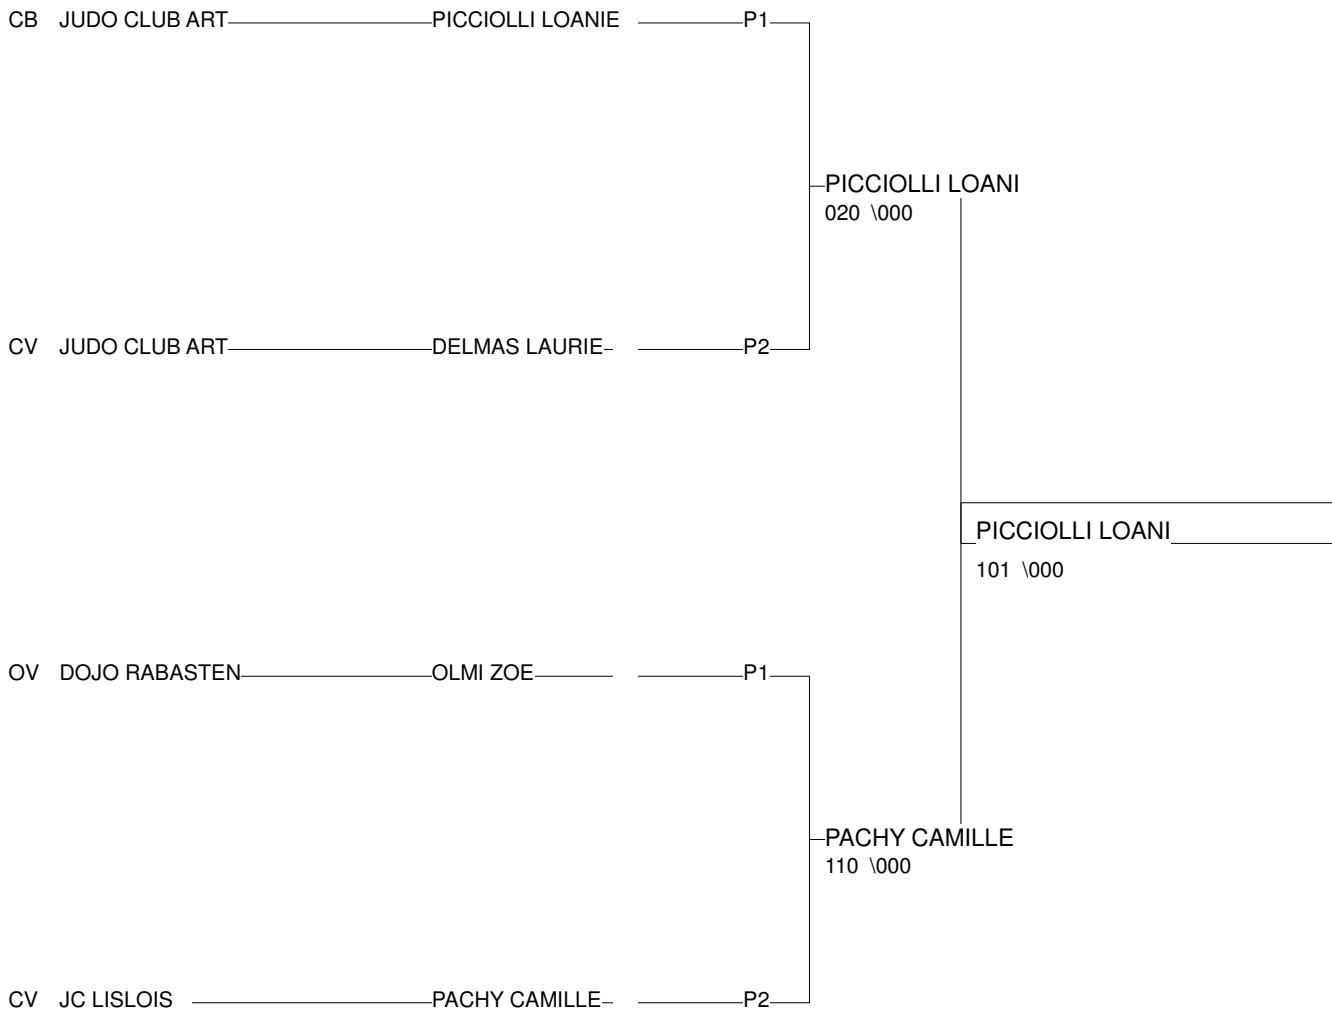 CB JUDO CLUB ART PICCIOLLI LOANIE P1
PICCIOLLI LOANI
020 \000
CV JUDO CLUB ART DELMAS LAURIE P2
PICCIOLLI LOANI
101 \000
OV DOJO RABASTEN OLMI ZOE P1
PACHY CAMILLE
110 \000
CV JC LISLOIS PACHY CAMILLE P2